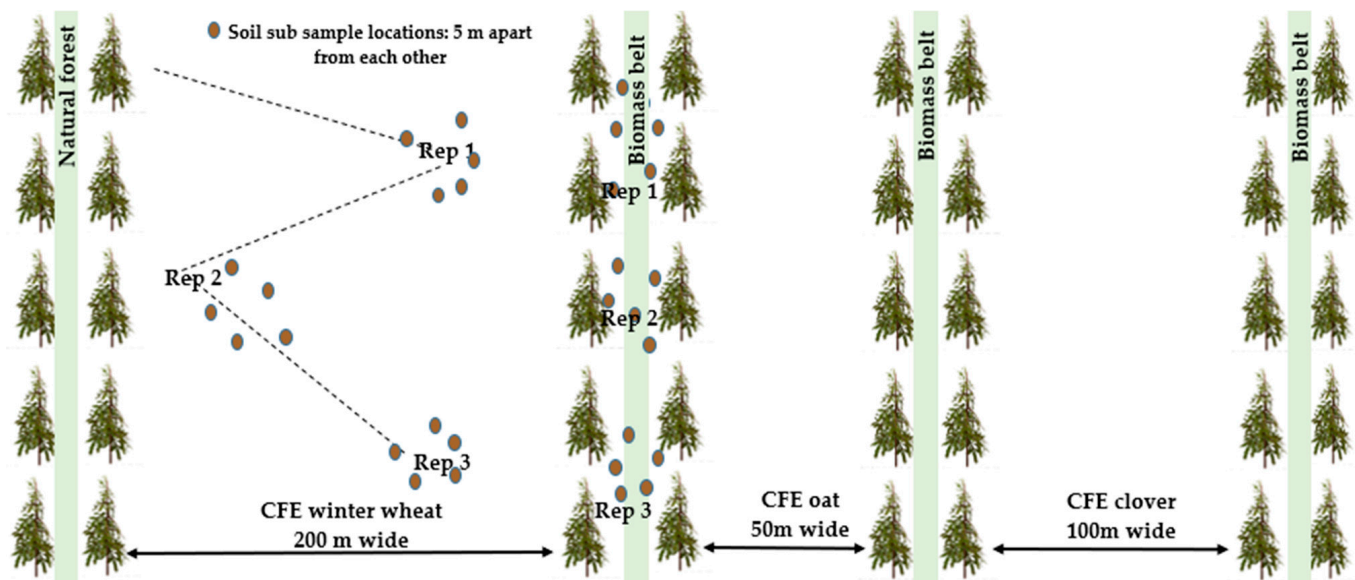 Natural forest
Soil sub sample locations: 5 m apart
from each other
Rep 1
Rep 2
Rep 3
CFE winter wheat
200 m wide
Biomass belt
Rep 1
Rep 2
Rep 3
CFE oat
50m wide
Biomass belt
CFE clover
100m wide
Biomass belt